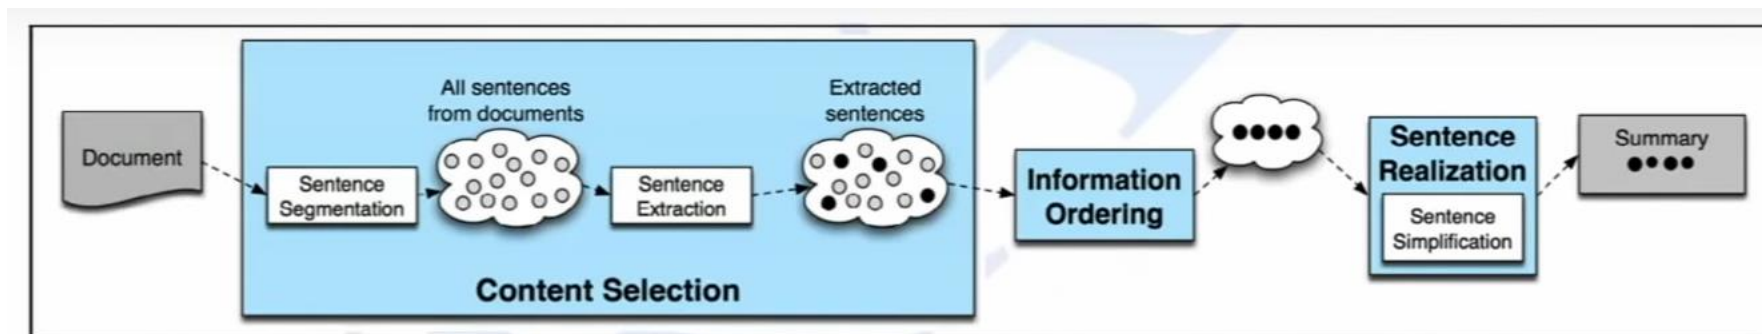 Document
Sentence
Segmentation
All sentences
from documents
Sentence
Extraction
Extracted
sentences
Content Selection
Information
Ordering
Sentence
Realization
Sentence
Simplification
Summary